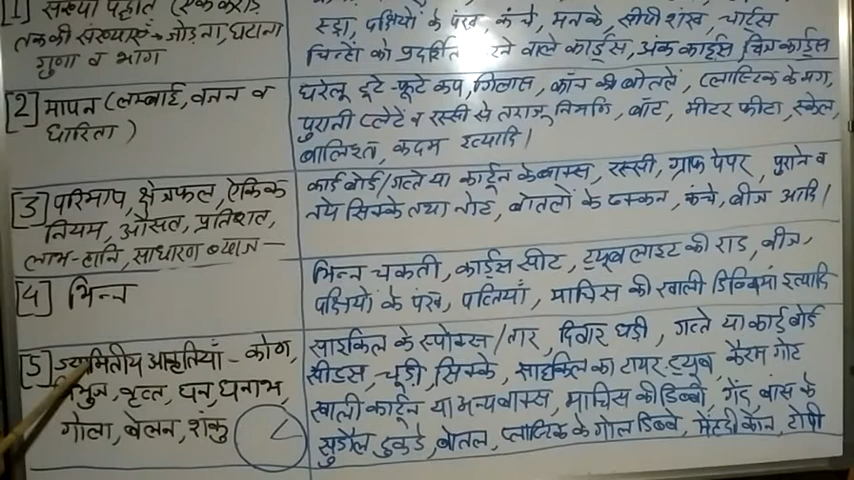 [1] संख्या पद्दति (एक करोड़
तक की संख्याएँ → जोड़ना, घटाना
गुणा व भाग
रुद्रा, पक्षियों के पंख, कंचे, मनके, सीपी शंख, चार्ट्स
चिन्हों को प्रदर्शित करने वाले कार्ड्स, अंक कार्ड्स, चित्र कार्ड्स
[2] मापन (लम्बाई, वजन व
धारिता)
घरेलू टूटे-फूटे कप, गिलास, काँच की बोतलें, प्लास्टिक के मग,
पुरानी प्लेटें व रस्सी से तराजू निर्माण, बाँट, मीटर फीता, स्केल,
बालिश्त, कदम इत्यादि।
[3] परिमाप, क्षेत्रफल, ऐकिक
नियम, औसत, प्रतिशत,
लाभ-हानि, साधारण ब्याज –
कार्ड बोर्ड/गत्ते या कार्टून के बाक्स, रस्सी, ग्राफ पेपर, पुराने व
नये सिक्के तथा नोट, बोतलों के ढक्कन, कंचे, बीज आदि।
[4] भिन्न
भिन्न चकती, कार्ड्स सीट, ट्यूब लाइट की राड, बीज,
पक्षियों के पंख, पत्तियाँ, माचिस की खाली डिब्बियां इत्यादि
[5] ज्यामितीय आकृतियाँ – कोण,
त्रिभुज, वृत्त, घन, घनाभ,
गोला, बेलन, शंकु
साइकिल के स्पोक्स/तार, दिवार घड़ी, गत्ते या कार्ड बोर्ड
सीट्स, चूड़ी, सिक्के, साइकिल का टायर-ट्यूब, कैरम गोट
खाली कार्टून या अन्य बाक्स, माचिस की डिब्बी, गेंद, बांस के
सुडौल टुकड़े, बोतल, प्लास्टिक के गोल डिब्बे, मेंहदी कोन, टोपी